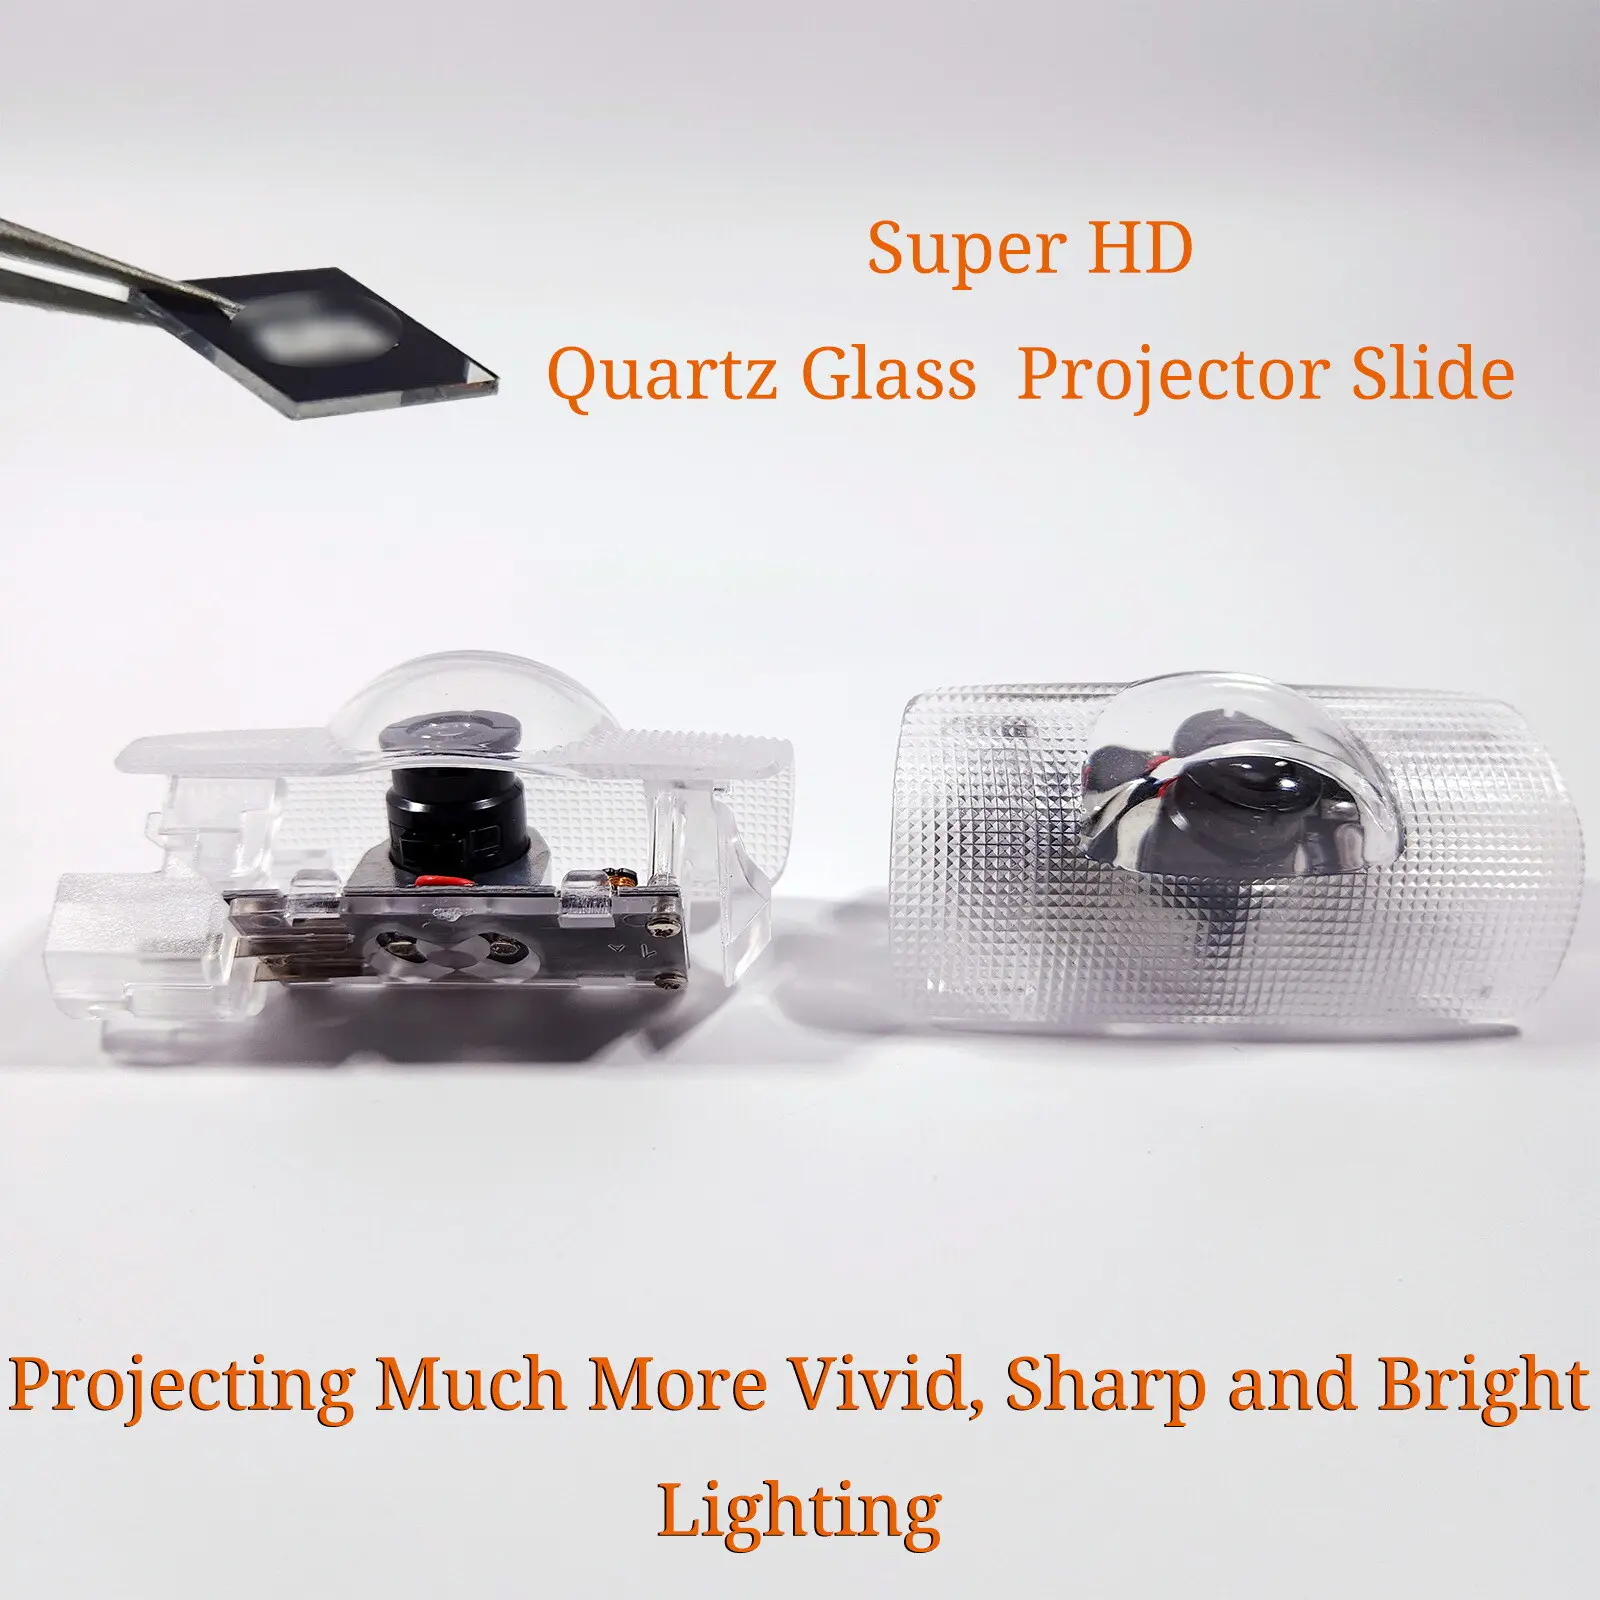 Super HD
Quartz Glass  Projector Slide
Projecting Much More Vivid, Sharp and Bright
Lighting